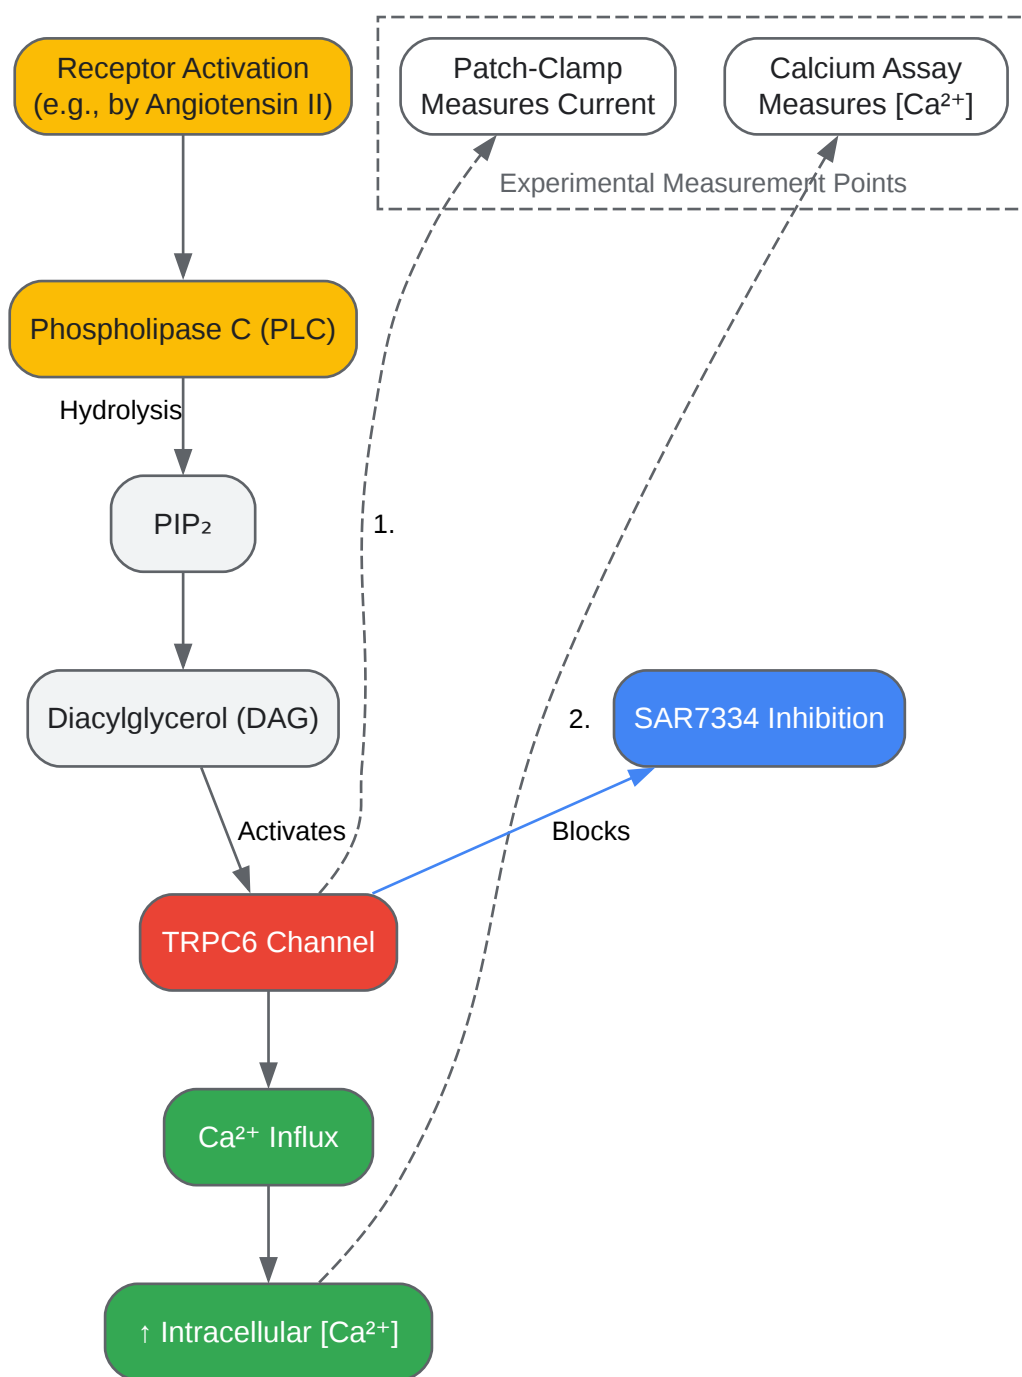 Receptor Activation
(e.g., by Angiotensin II)
Patch-Clamp
Measures Current
Calcium Assay
Measures [Ca²⁺]
Experimental Measurement Points
Phospholipase C (PLC)
Hydrolysis
PIP₂
1.
Diacylglycerol (DAG)
2.
SAR7334 Inhibition
Activates
Blocks
TRPC6 Channel
Ca²⁺ Influx
↑ Intracellular [Ca²⁺]